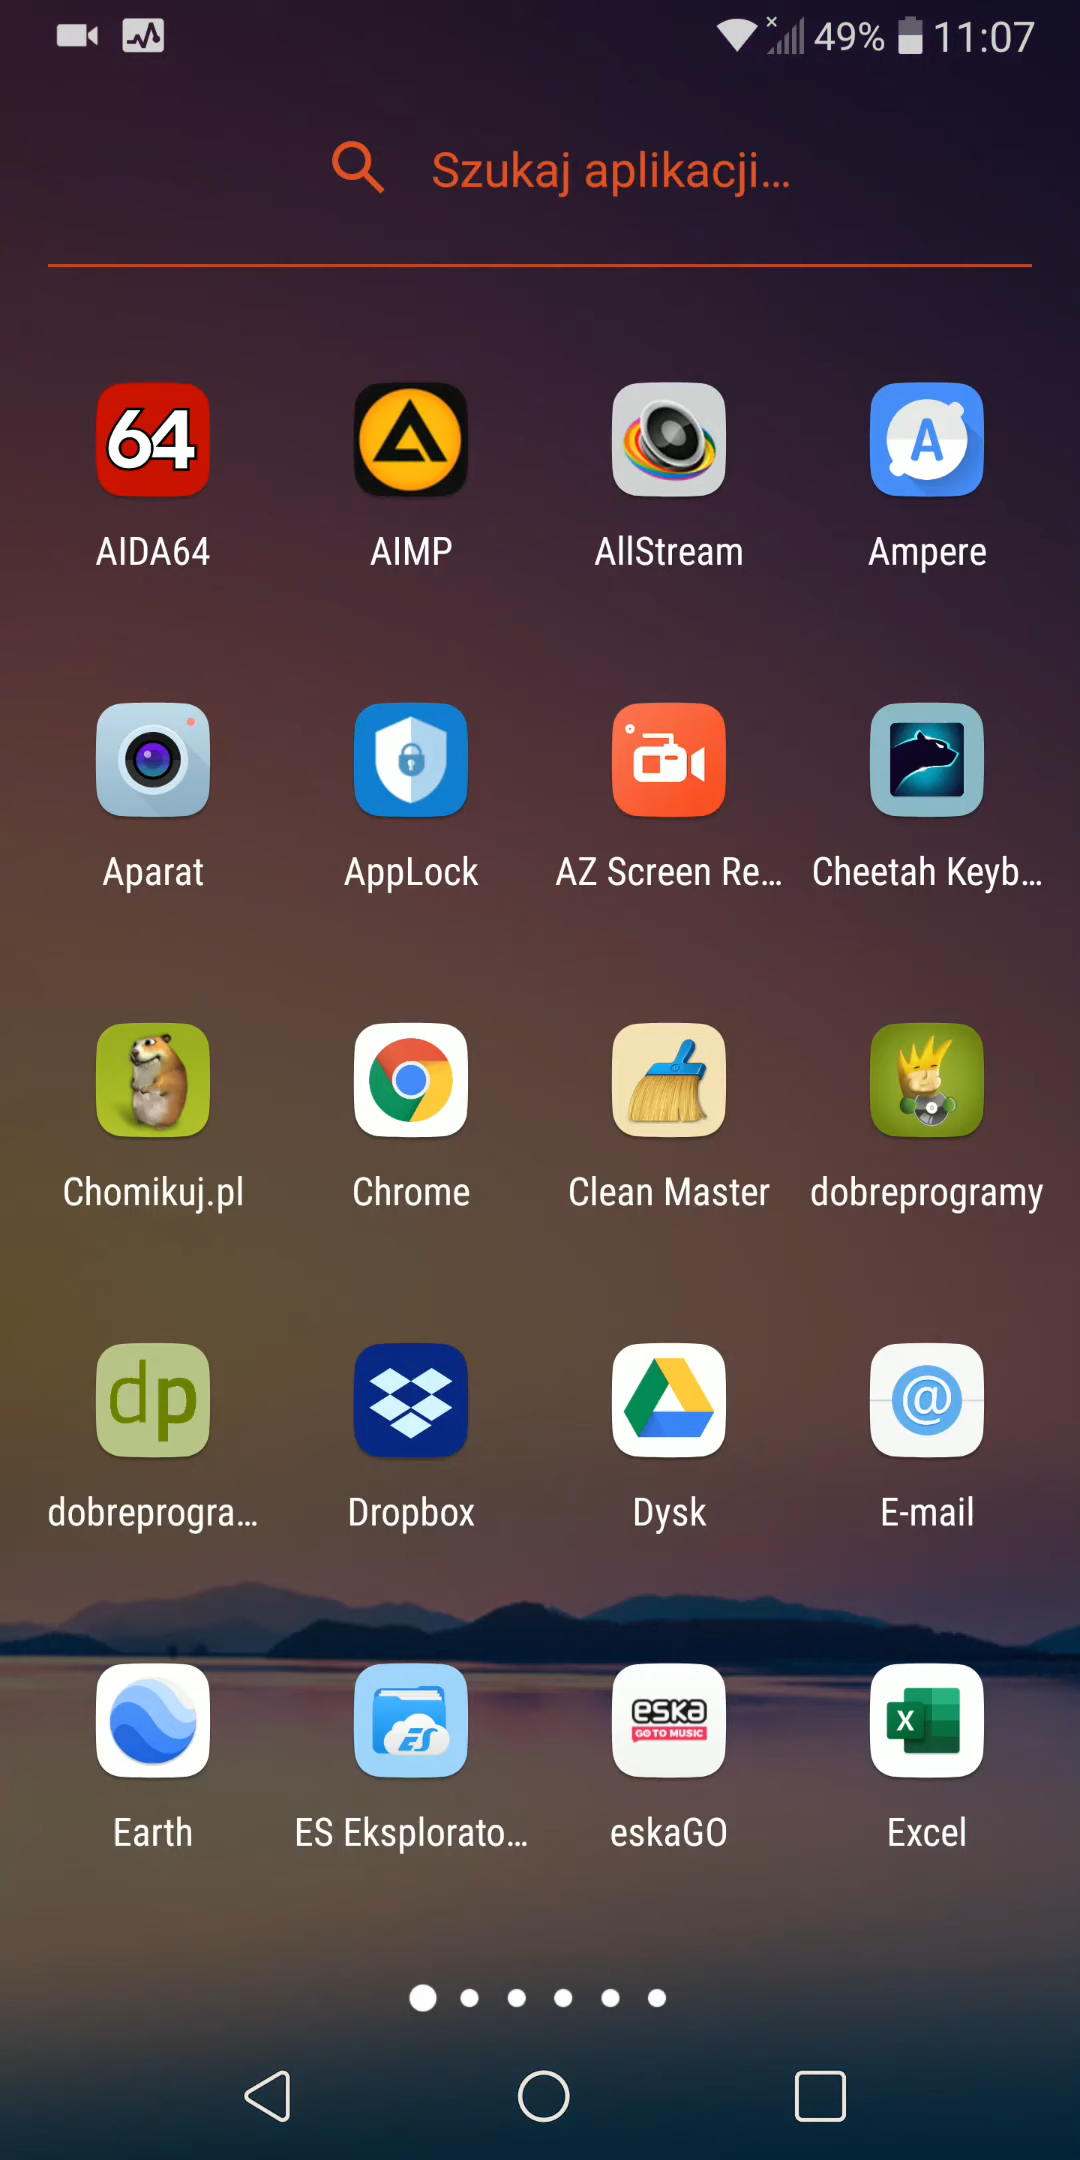 49% 11:07
Szukaj aplikacji...
64
A
AIDA64 AIMP AllStream Ampere
Aparat AppLock AZ Screen Re... Cheetah Keyb...
Chomikuj.pl Chrome Clean Master dobreprogramy
dp @
dobreprogra... Dropbox Dysk E-mail
ES eska GO TO MUSIC X
Earth ES Eksplorato... eskaGO Excel